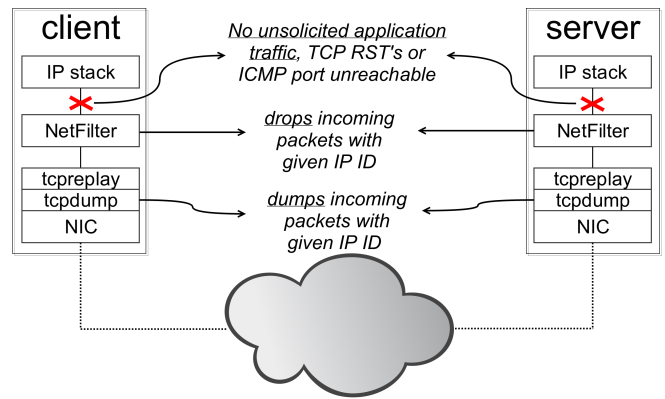 client
server
No unsolicited application
traffic, TCP RST's or
ICMP port unreachable
IP stack
IP stack
NetFilter
drops incoming
packets with
given IP ID
NetFilter
tcpreplay
tcpdump
NIC
dumps incoming
packets with
given IP ID
tcpreplay
tcpdump
NIC